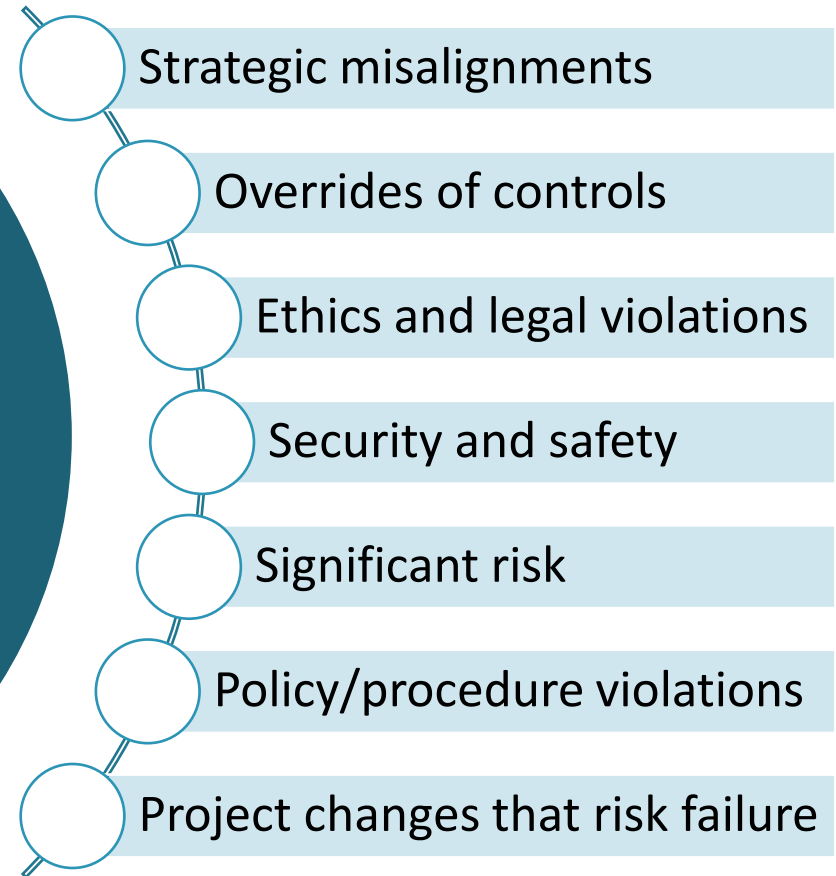 Strategic misalignments
Overrides of controls
Ethics and legal violations
Security and safety
Significant risk
Policy/procedure violations
Project changes that risk failure